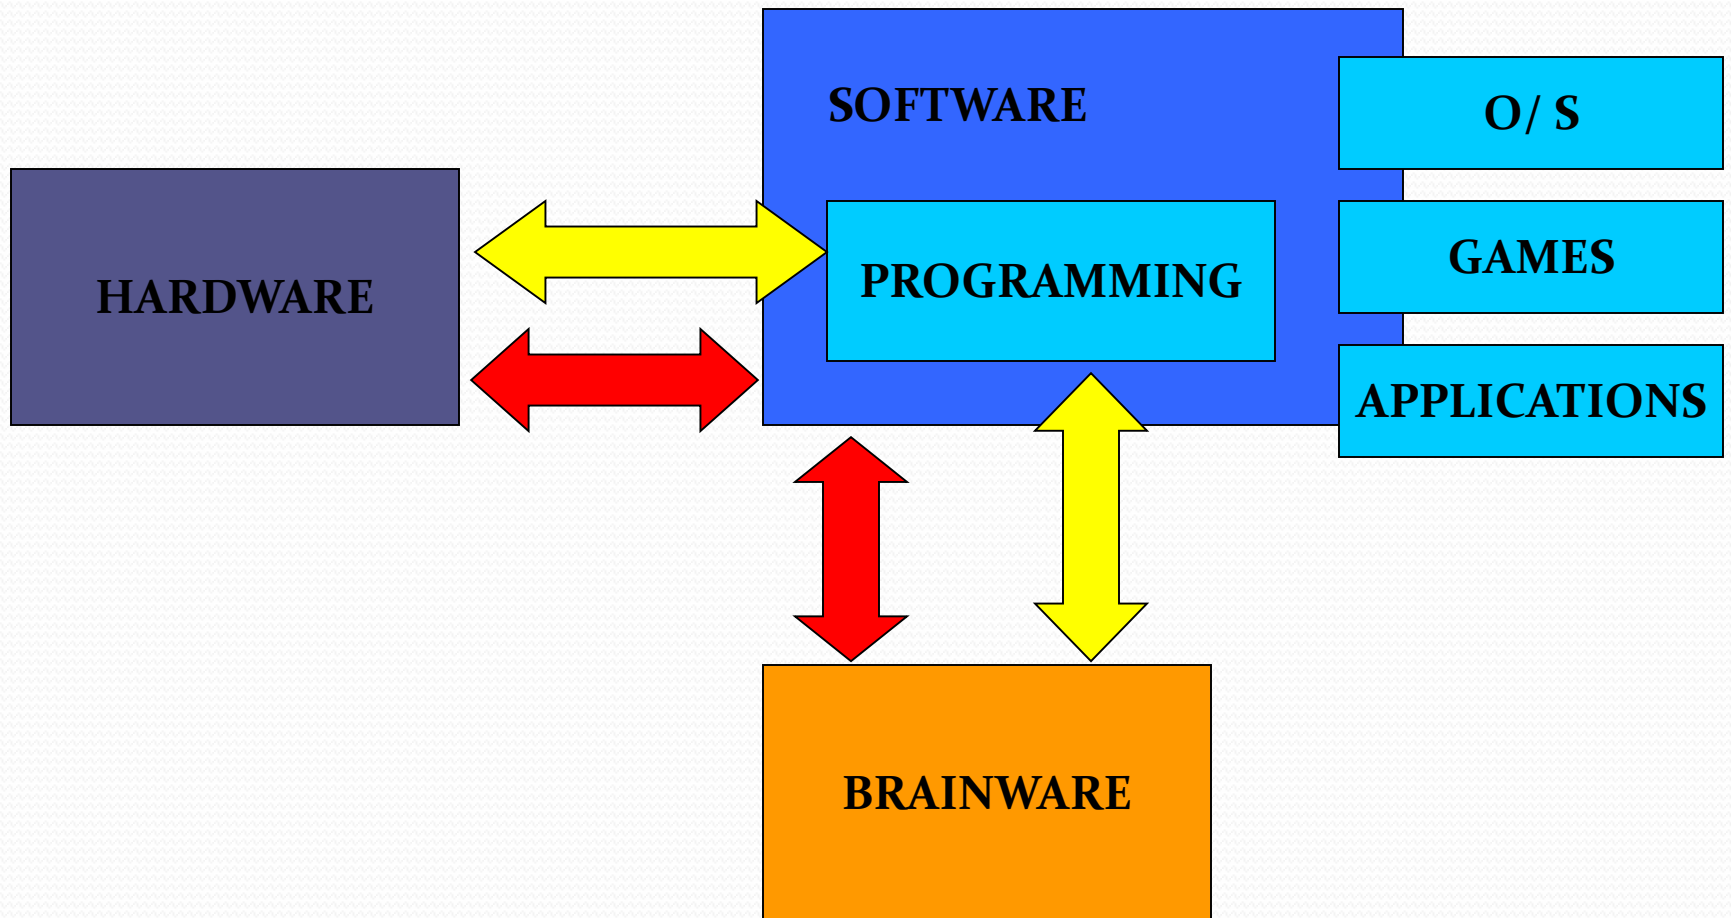 SOFTWARE
O/ S
HARDWARE
PROGRAMMING
GAMES
APPLICATIONS
BRAINWARE